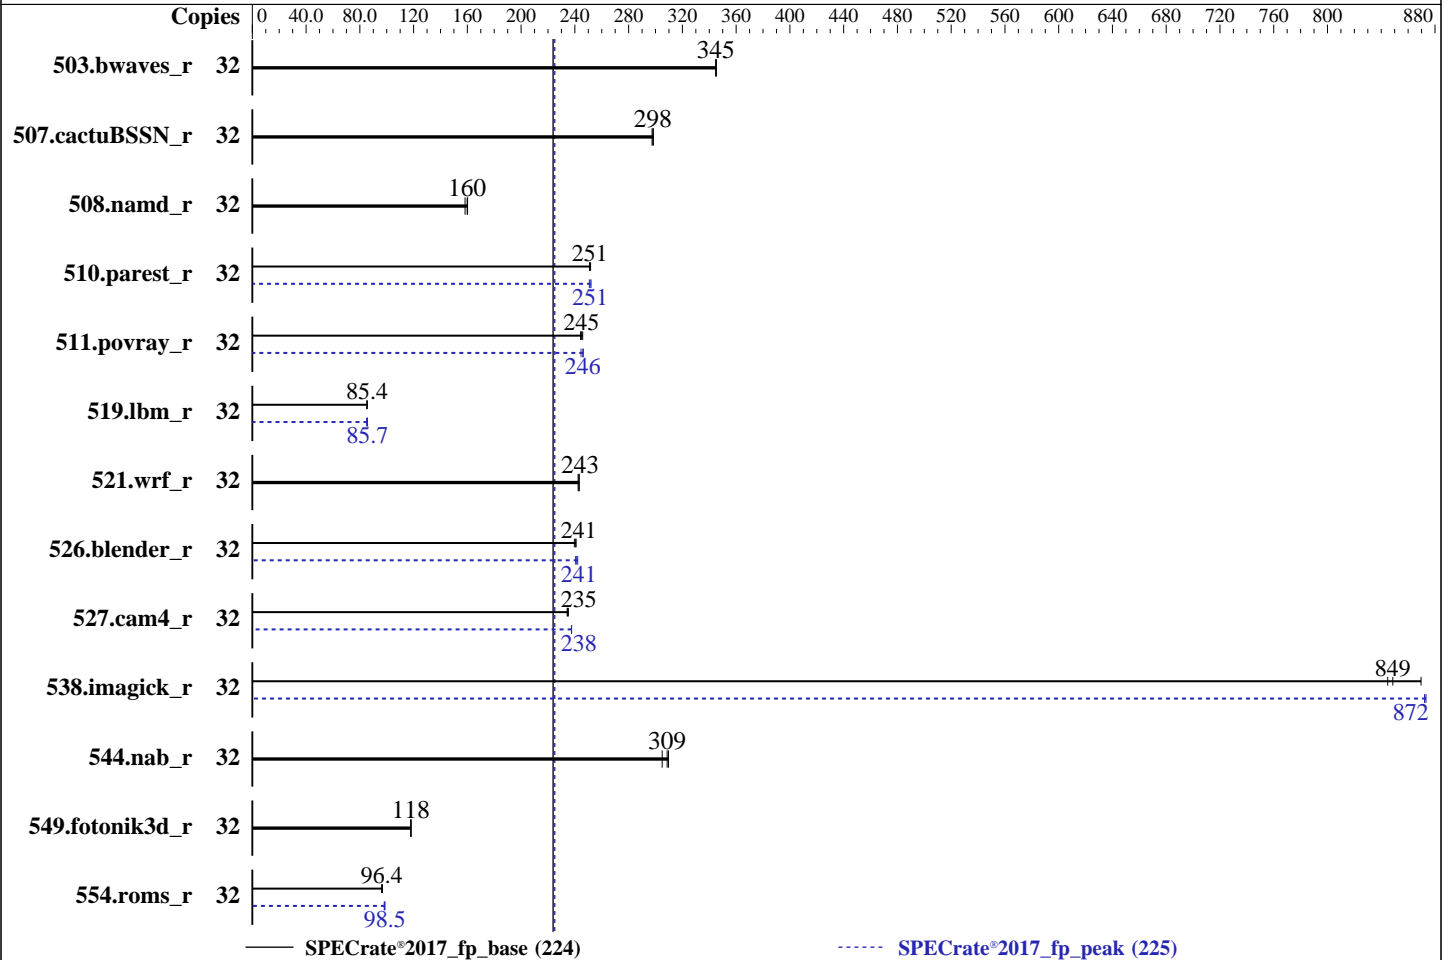 Copies 0 40.0 80.0 120 160 200 240 280 320 360 400 440 480 520 560 600 640 680 720 760 800 880
345
503.bwaves_r 32
298
507.cactuBSSN_r 32
160
508.namd_r 32
251
510.parest_r 32
251
245
511.povray_r 32
246
85.4
519.lbm_r 32
85.7
243
521.wrf_r 32
241
526.blender_r 32
241
235
527.cam4_r 32
238
849
538.imagick_r 32
872
309
544.nab_r 32
118
549.fotonik3d_r 32
96.4
554.roms_r 32
98.5
SPECrate®2017_fp_base (224) SPECrate®2017_fp_peak (225)